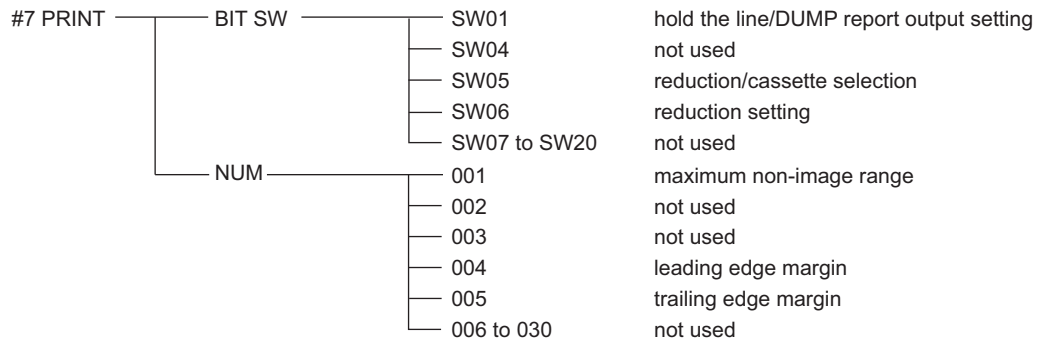 #7 PRINT BIT SW SW01 hold the line/DUMP report output setting
SW04 not used
SW05 reduction/cassette selection
SW06 reduction setting
SW07 to SW20 not used
NUM 001 maximum non-image range
002 not used
003 not used
004 leading edge margin
005 trailing edge margin
006 to 030 not used